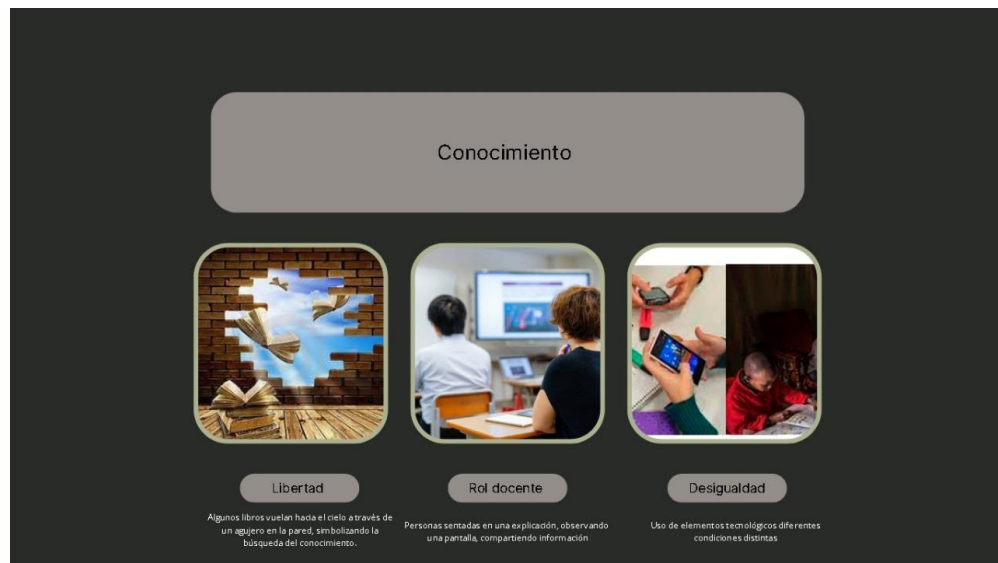 Conocimiento
Libertad
Algunos libros vuelan hacia el cielo a través de
un agujero en la pared, simbolizando la
búsqueda del conocimiento.
Rol docente
Personas sentadas en una explicación, observando
una pantalla, compartiendo información
Desigualdad
Uso de elementos tecnológicos diferentes
condiciones distintas